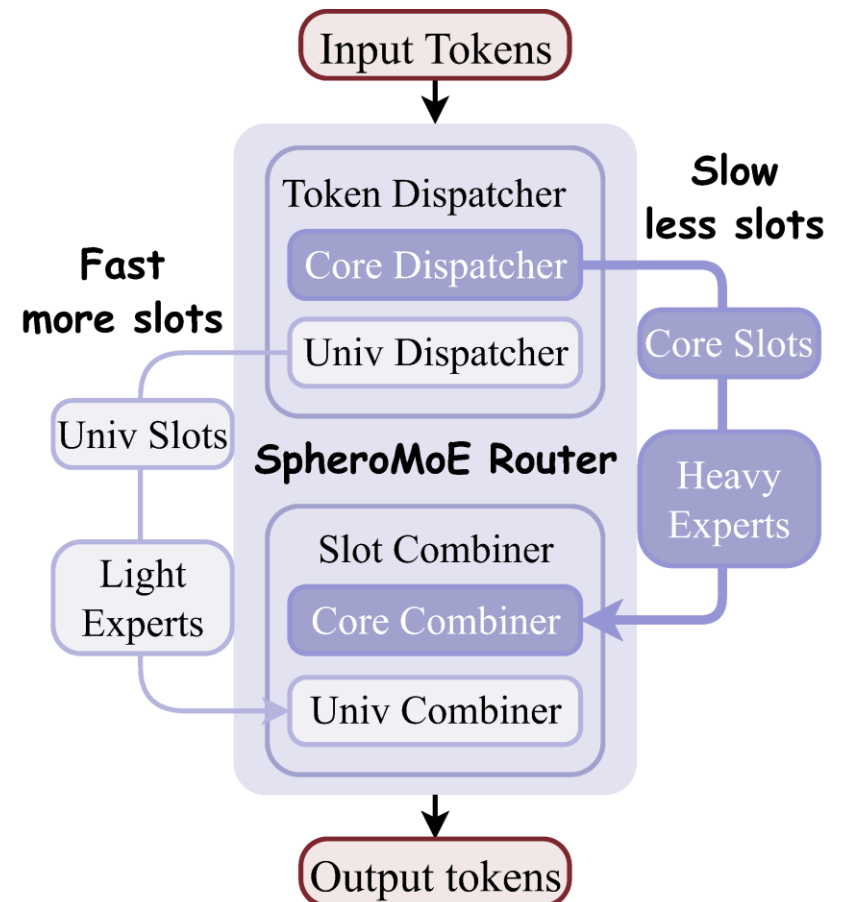 Input Tokens
Token Dispatcher
Core Dispatcher
Univ Dispatcher
Slow
less slots
Fast
more slots
Core Slots
Univ Slots
SpheroMoE Router
Heavy
Experts
Light
Experts
Slot Combiner
Core Combiner
Univ Combiner
Output tokens